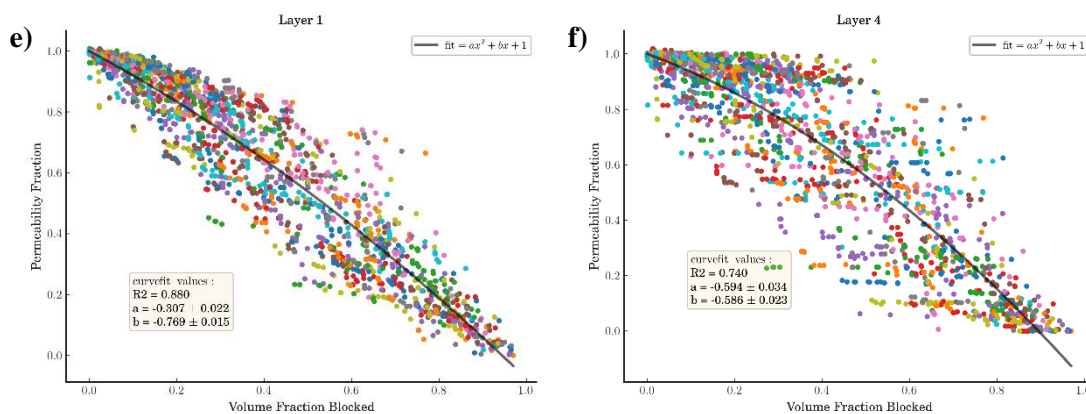 e)
Layer 1
fit = ax² + bx + 1
Permeability Fraction
1.0
0.8
0.6
0.4
0.2
0.0
curvefit values :
R2 = 0.880
a = -0.307 ± 0.022
b = -0.769 ± 0.015
0.0 0.2 0.4 0.6 0.8 1.0
Volume Fraction Blocked
f)
Layer 4
fit = ax² + bx + 1
Permeability Fraction
1.0
0.8
0.6
0.4
0.2
0.0
curvefit values :
R2 = 0.740
a = -0.594 ± 0.034
b = -0.586 ± 0.023
0.0 0.2 0.4 0.6 0.8 1.0
Volume Fraction Blocked